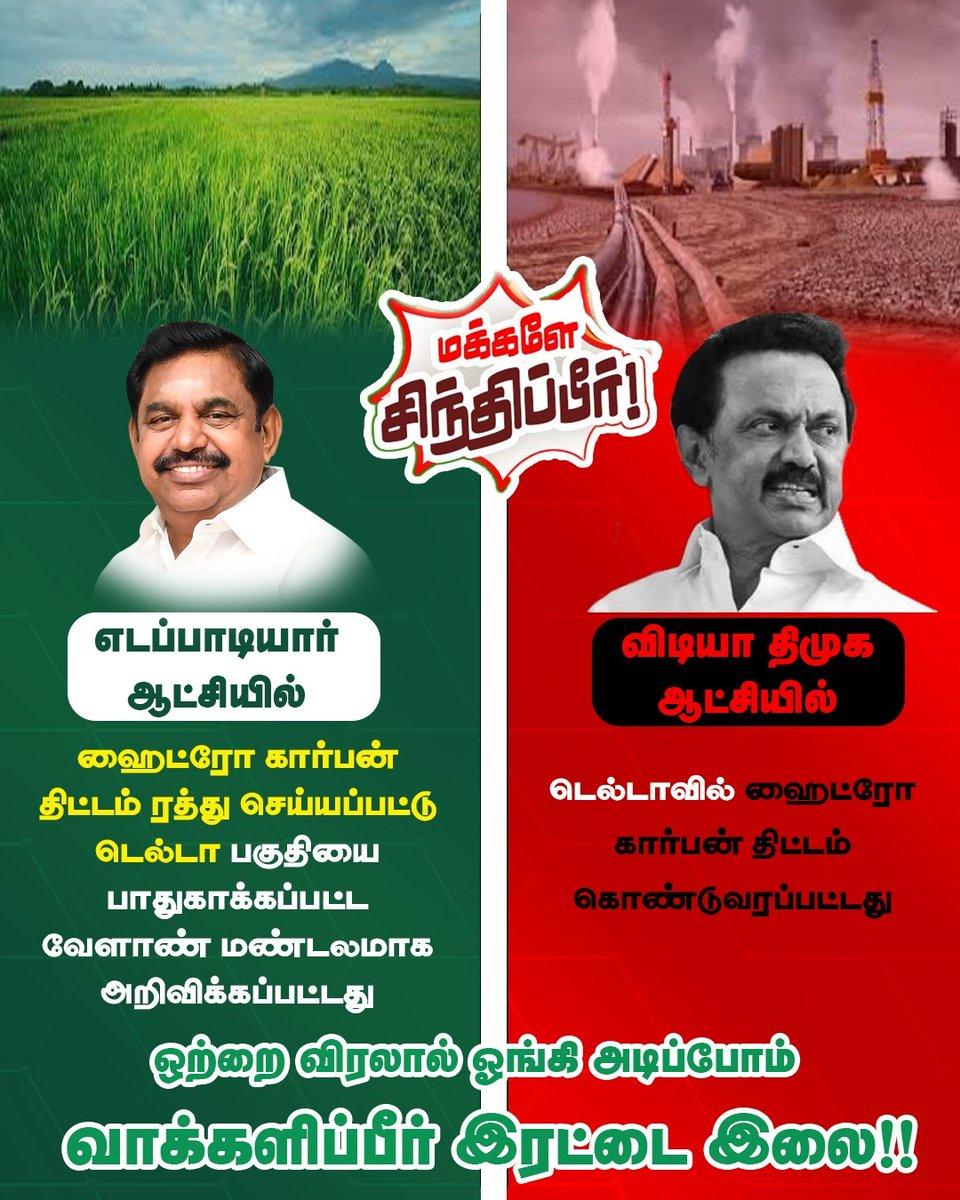 மக்களே
சிந்திப்பீர்!
எடப்பாடியார்
ஆட்சியில்
ஹைட்ரோ கார்பன்
திட்டம் ரத்து செய்யப்பட்டு
டெல்டா பகுதியை
பாதுகாக்கப்பட்ட
வேளாண் மண்டலமாக
அறிவிக்கப்பட்டது
விடியா திமுக
ஆட்சியில்
டெல்டாவில் ஹைட்ரோ
கார்பன் திட்டம்
கொண்டுவரப்பட்டது
ஒற்றை விரலால் ஓங்கி அடிப்போம்
வாக்களிப்பீர் இரட்டை இலை!!